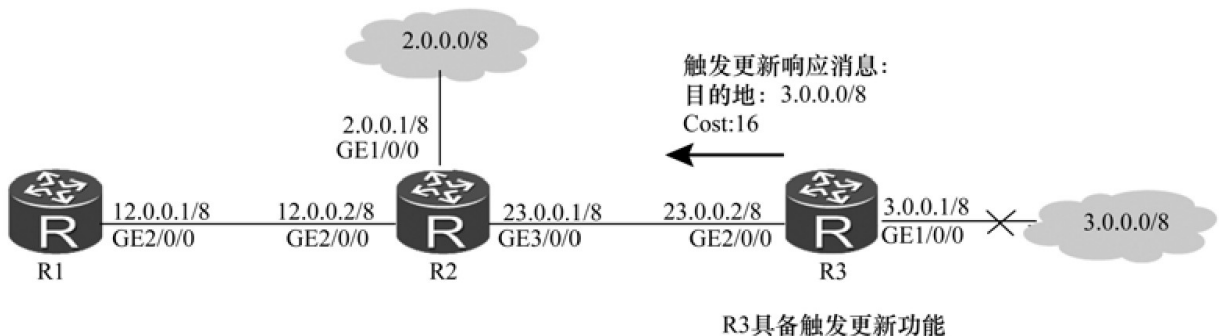 2.0.0.0/8
触发更新响应消息：
目的地：3.0.0.0/8
Cost:16
2.0.0.1/8
GE1/0/0
12.0.0.1/8
GE2/0/0
12.0.0.2/8
GE2/0/0
23.0.0.1/8
GE3/0/0
23.0.0.2/8
GE2/0/0
3.0.0.1/8
GE1/0/0
3.0.0.0/8
R
R
R
R1
R2
R3
R3具备触发更新功能